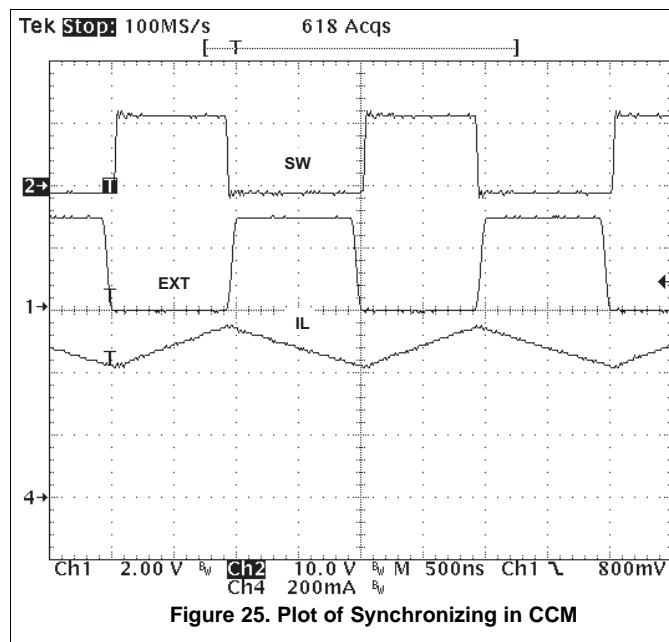 Tek Stop: 100MS/s 618 Acqs
[ T ]
SW
2→ T
T
EXT
1→
IL
T
4→
Ch1 2.00 V BW Ch2 10.0 V BW M 500ns Ch1 800mV
Ch4 200mA BW
Figure 25. Plot of Synchronizing in CCM